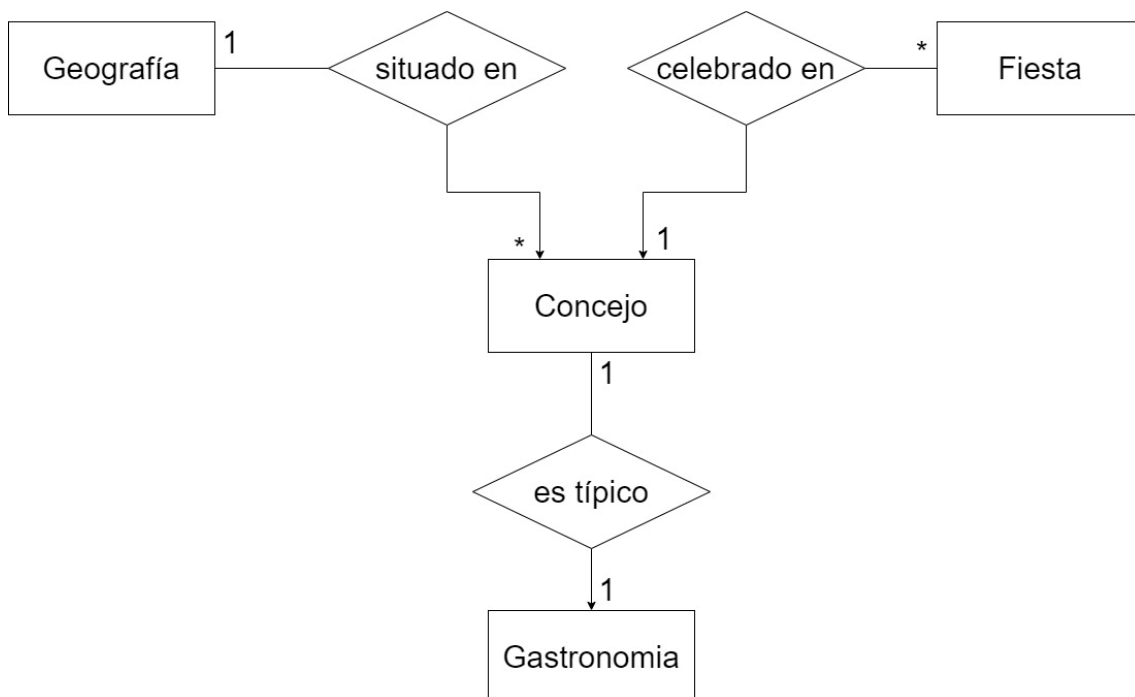 Geografía
1
situado en
celebrado en
*
Fiesta
*
1
Concejo
1
es típico
1
Gastronomia